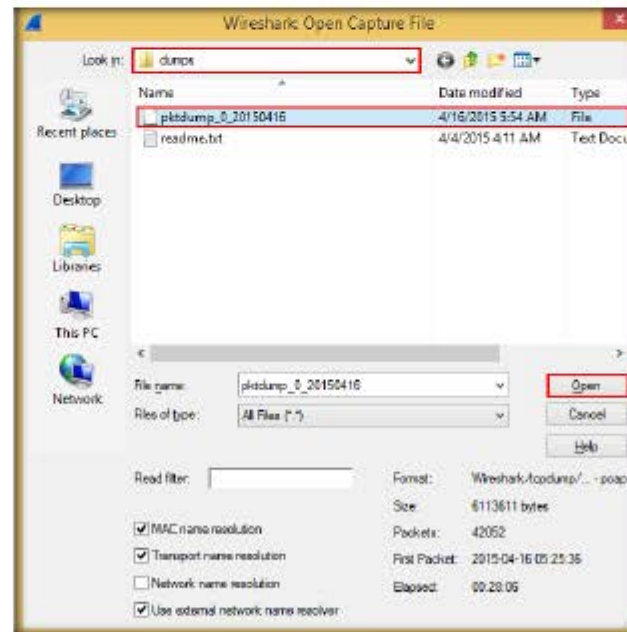 Wireshark: Open Capture File
Look in: dumps
Name Date modified Type
pktdump_0_20150416 4/16/2015 5:54 AM File
readme.txt 4/4/2015 4:11 AM Text Docu
Recent places
Desktop
Libraries
This PC
Network
File name: pktdump_0_20150416 Open
Files of type: All Files (*.*) Cancel
Help
Read filter: Format: Wireshark/tcpdump/... - pcap
Size: 6113611 bytes
MAC name resolution Packets: 42052
Transport name resolution First Packet: 2015-04-16 05:25:36
Network name resolution Elapsed: 00:28:06
Use external network name resolver